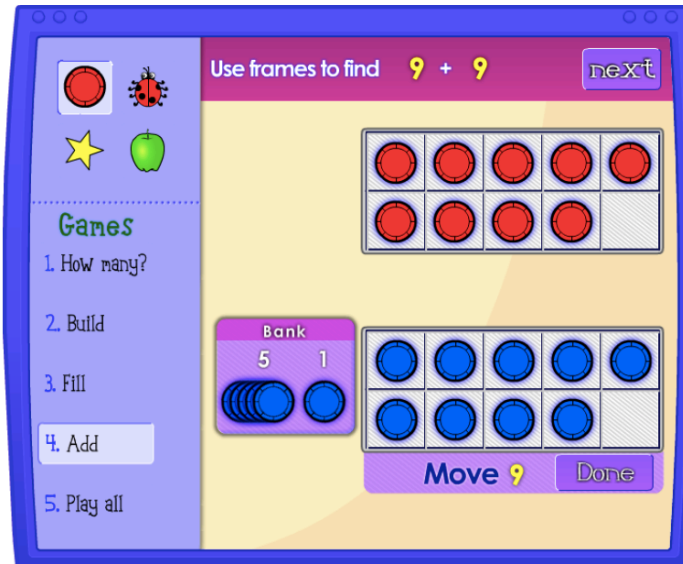 Use frames to find 9 + 9
next
Games
1. How many?
2. Build
3. Fill
4. Add
5. Play all
Bank
5 1
Move 9
Done